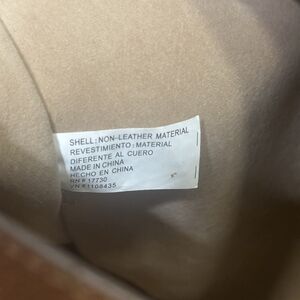 SHELL: NON-LEATHER MATERIAL
REVESTIMIENTO: MATERIAL
DIFERENTE AL CUERO
MADE IN CHINA
HECHO EN CHINA
RN # 17730
VN # 1108435